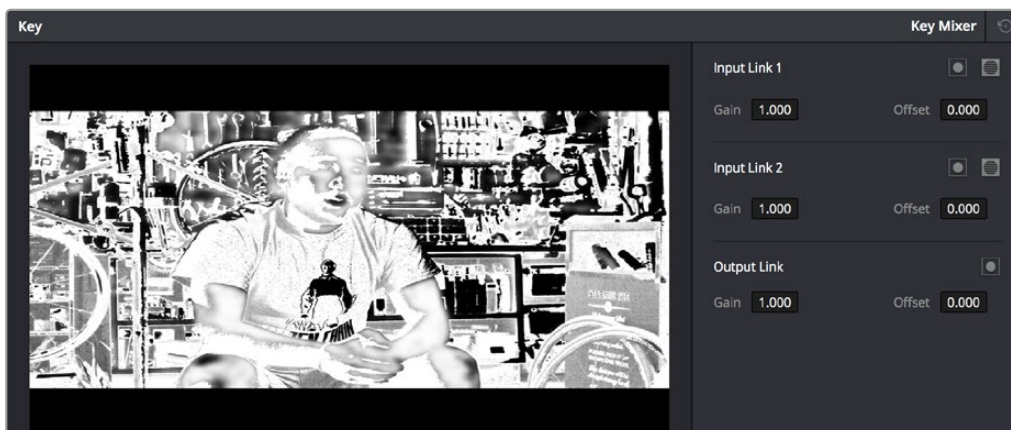 Key
Key Mixer
Input Link 1
Gain 1.000 Offset 0.000
Input Link 2
Gain 1.000 Offset 0.000
Output Link
Gain 1.000 Offset 0.000